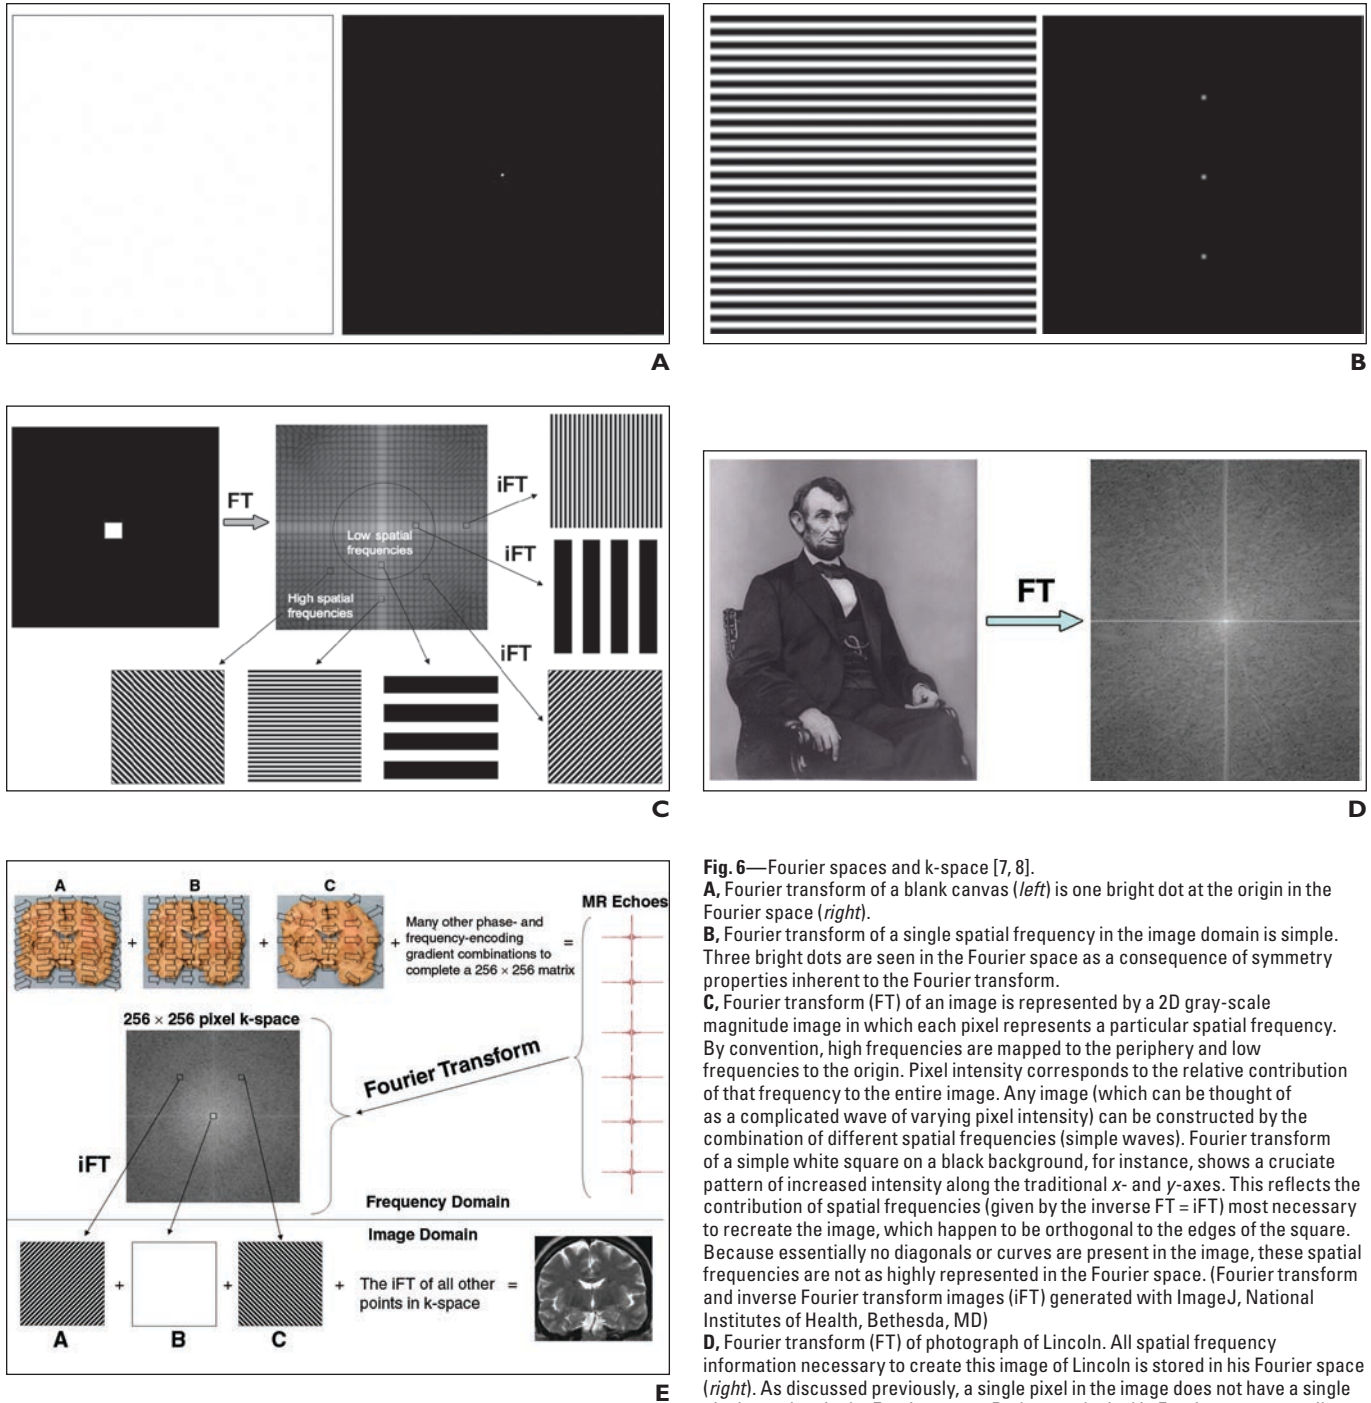 A
B
FT
Low spatial
frequencies
High spatial
frequencies
iFT
iFT
iFT
C
FT
D
A
B
C
+
+
+
Many other phase- and
frequency-encoding
gradient combinations to
complete a 256 × 256 matrix
=
MR Echoes
256 × 256 pixel k-space
Fourier Transform
iFT
Frequency Domain
Image Domain
+
+
+
The iFT of all other
points in k-space
=
A
B
C
E
Fig. 6—Fourier spaces and k-space [7, 8].
A, Fourier transform of a blank canvas (left) is one bright dot at the origin in the
Fourier space (right).
B, Fourier transform of a single spatial frequency in the image domain is simple.
Three bright dots are seen in the Fourier space as a consequence of symmetry
properties inherent to the Fourier transform.
C, Fourier transform (FT) of an image is represented by a 2D gray-scale
magnitude image in which each pixel represents a particular spatial frequency.
By convention, high frequencies are mapped to the periphery and low
frequencies to the origin. Pixel intensity corresponds to the relative contribution
of that frequency to the entire image. Any image (which can be thought of
as a complicated wave of varying pixel intensity) can be constructed by the
combination of different spatial frequencies (simple waves). Fourier transform
of a simple white square on a black background, for instance, shows a cruciate
pattern of increased intensity along the traditional x- and y-axes. This reflects the
contribution of spatial frequencies (given by the inverse FT = iFT) most necessary
to recreate the image, which happen to be orthogonal to the edges of the square.
Because essentially no diagonals or curves are present in the image, these spatial
frequencies are not as highly represented in the Fourier space. (Fourier transform
and inverse Fourier transform images (iFT) generated with ImageJ, National
Institutes of Health, Bethesda, MD)
D, Fourier transform (FT) of photograph of Lincoln. All spatial frequency
information necessary to create this image of Lincoln is stored in his Fourier space
(right). As discussed previously, a single pixel in the image does not have a single